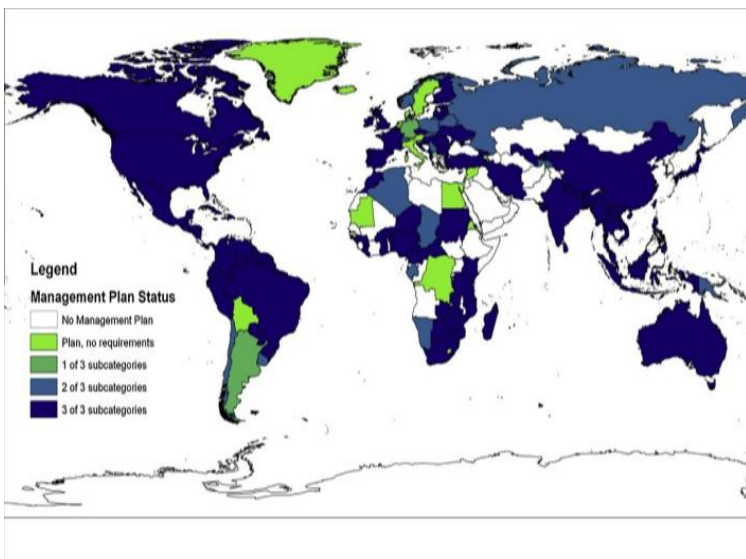 Legend
Management Plan Status
No Management Plan
Plan, no requirements
1 of 3 subcategories
2 of 3 subcategories
3 of 3 subcategories